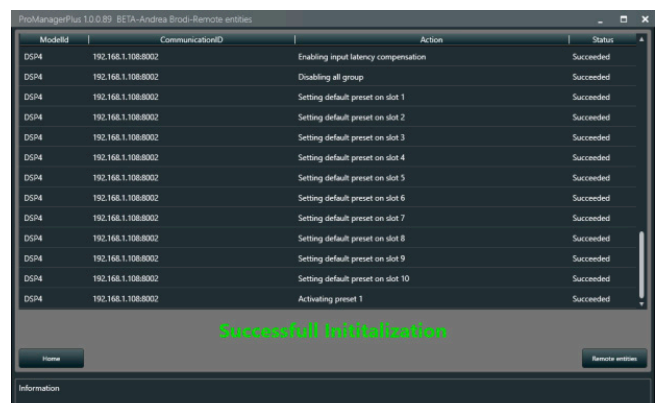 ProManagerPlus 1.0.0.89 BETA-Andrea Brodi-Remote entities
ModelId CommunicationID Action Status
DSP4 192.168.1.108:8002 Enabling input latency compensation Succeeded
DSP4 192.168.1.108:8002 Disabling all group Succeeded
DSP4 192.168.1.108:8002 Setting default preset on slot 1 Succeeded
DSP4 192.168.1.108:8002 Setting default preset on slot 2 Succeeded
DSP4 192.168.1.108:8002 Setting default preset on slot 3 Succeeded
DSP4 192.168.1.108:8002 Setting default preset on slot 4 Succeeded
DSP4 192.168.1.108:8002 Setting default preset on slot 5 Succeeded
DSP4 192.168.1.108:8002 Setting default preset on slot 6 Succeeded
DSP4 192.168.1.108:8002 Setting default preset on slot 7 Succeeded
DSP4 192.168.1.108:8002 Setting default preset on slot 8 Succeeded
DSP4 192.168.1.108:8002 Setting default preset on slot 9 Succeeded
DSP4 192.168.1.108:8002 Setting default preset on slot 10 Succeeded
DSP4 192.168.1.108:8002 Activating preset 1 Succeeded
Successfull Inititalization
Home Remote entities
Information